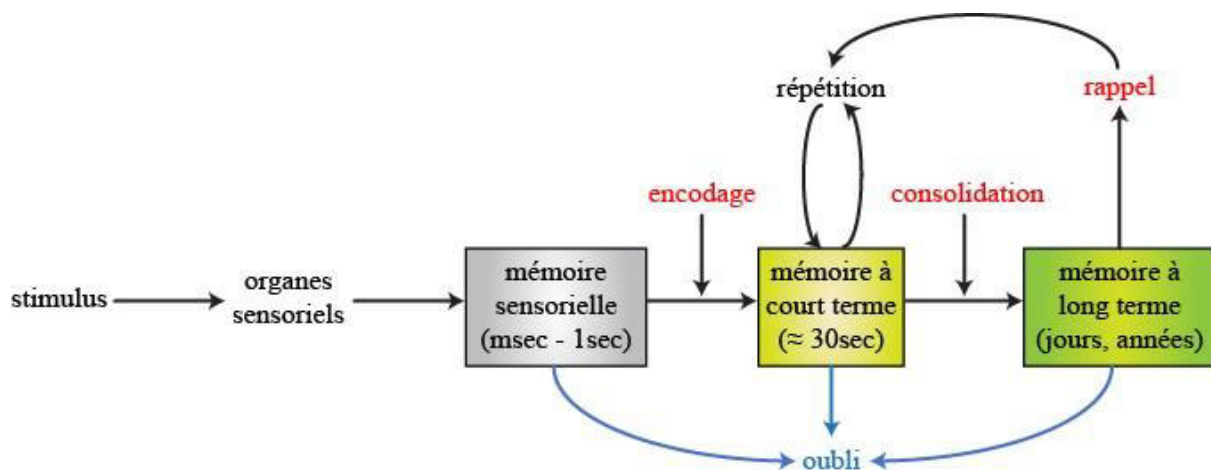 répétition
rappel
encodage
consolidation
stimulus
organes
sensoriels
mémoire
sensorielle
(msec - 1sec)
mémoire à
court terme
(≈ 30sec)
mémoire à
long terme
(jours, années)
oubli